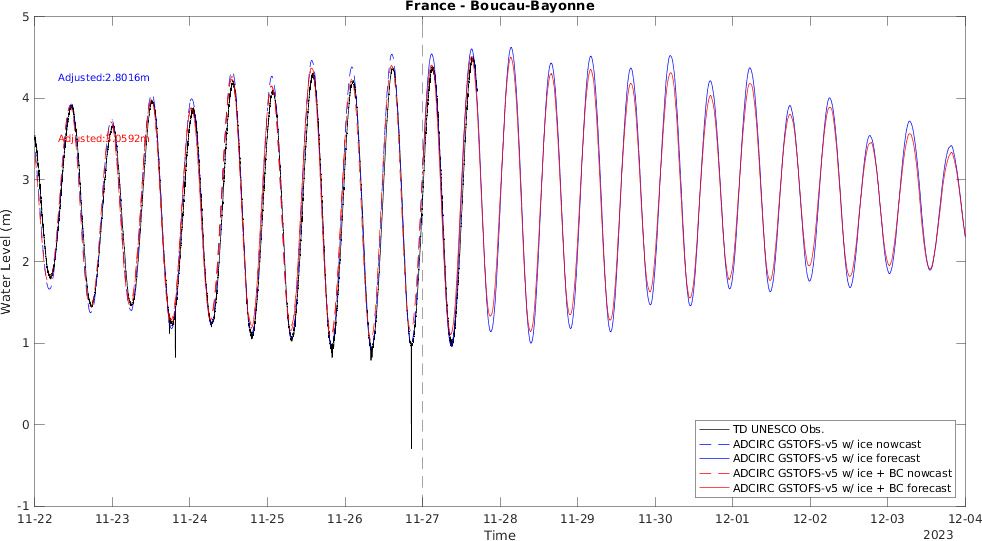 France - Boucau-Bayonne
5
4
3
2
1
0
-1
Water Level (m)
Adjusted:2.8016m
Adjusted:3.0592m
TD UNESCO Obs.
ADCIRC GSTOFS-v5 w/ ice nowcast
ADCIRC GSTOFS-v5 w/ ice forecast
ADCIRC GSTOFS-v5 w/ ice + BC nowcast
ADCIRC GSTOFS-v5 w/ ice + BC forecast
11-22 11-23 11-24 11-25 11-26 11-27 11-28 11-29 11-30 12-01 12-02 12-03 12-04
Time
2023